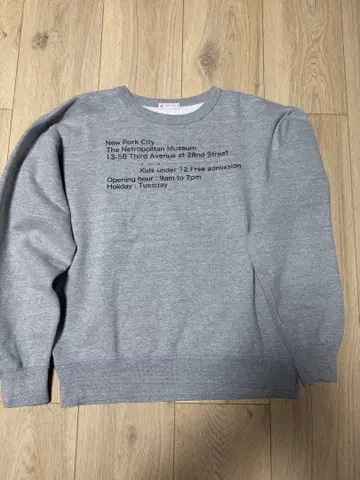 New Pork City
The Netropolitan Museum
13-5B Third Avenue at 28nd Street
Kids under 12 Free admission
Opening hour : 9am to 7pm
Holiday : Tuesday